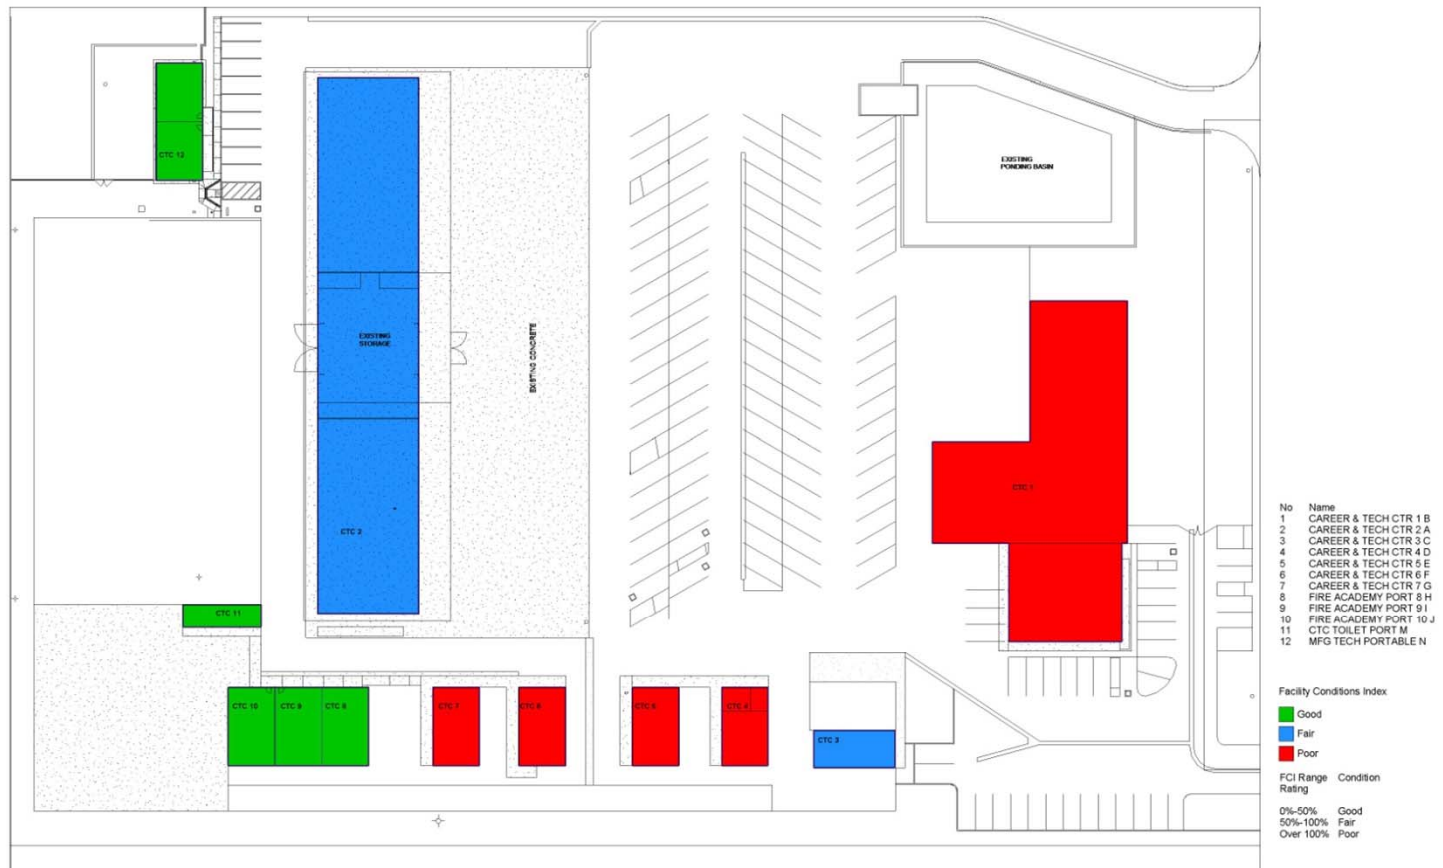 CTC 12
EXISTING
PONDING BASIN
EXISTING
STORAGE
EXISTING CONCRETE
CTC 1
CTC 2
CTC 11
CTC 10
CTC 9
CTC 8
CTC 7
CTC 6
CTC 5
CTC 4
CTC 3
No Name
1 CAREER & TECH CTR 1 B
2 CAREER & TECH CTR 2 A
3 CAREER & TECH CTR 3 C
4 CAREER & TECH CTR 4 D
5 CAREER & TECH CTR 5 E
6 CAREER & TECH CTR 6 F
7 CAREER & TECH CTR 7 G
8 FIRE ACADEMY PORT 8 H
9 FIRE ACADEMY PORT 9 I
10 FIRE ACADEMY PORT 10 J
11 CTC TOILET PORT M
12 MFG TECH PORTABLE N
Facility Conditions Index
Good
Fair
Poor
FCI Range Condition
Rating
0%-50% Good
50%-100% Fair
Over 100% Poor